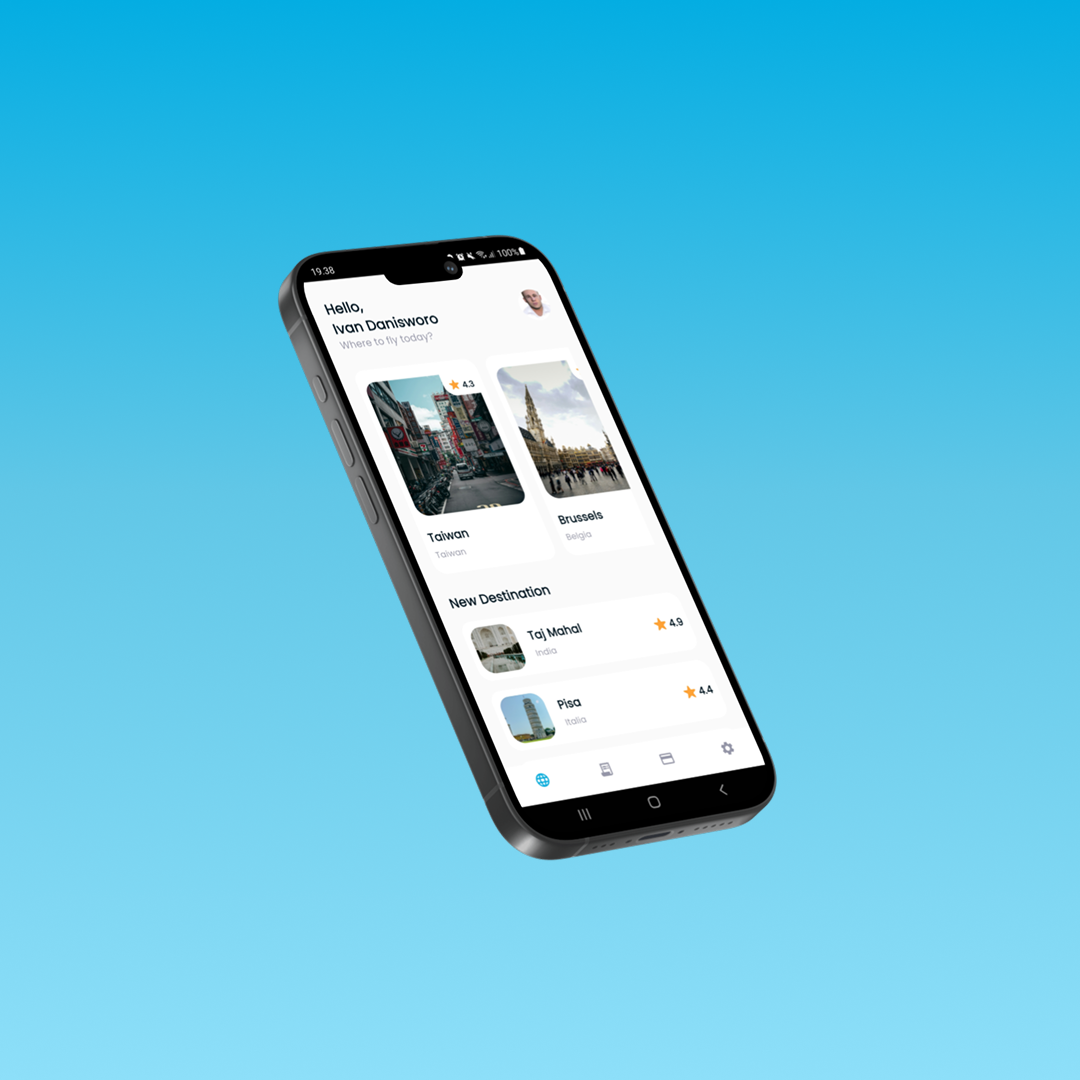 19.38
100%
Hello,
Ivan Danisworo
Where to fly today?
4.3
Taiwan
Taiwan
Brussels
Belgia
New Destination
Taj Mahal
India
4.9
Pisa
Italia
4.4